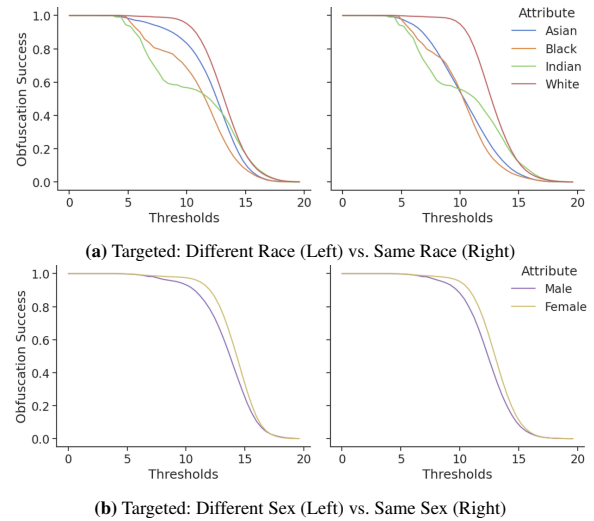 Attribute
Asian
Black
Indian
White
Obfuscation Success
1.0
0.8
0.6
0.4
0.2
0.0
0 5 10 15 20
0 5 10 15 20
Thresholds
Thresholds
(a) Targeted: Different Race (Left) vs. Same Race (Right)
Attribute
Male
Female
Obfuscation Success
1.0
0.8
0.6
0.4
0.2
0.0
0 5 10 15 20
0 5 10 15 20
Thresholds
Thresholds
(b) Targeted: Different Sex (Left) vs. Same Sex (Right)